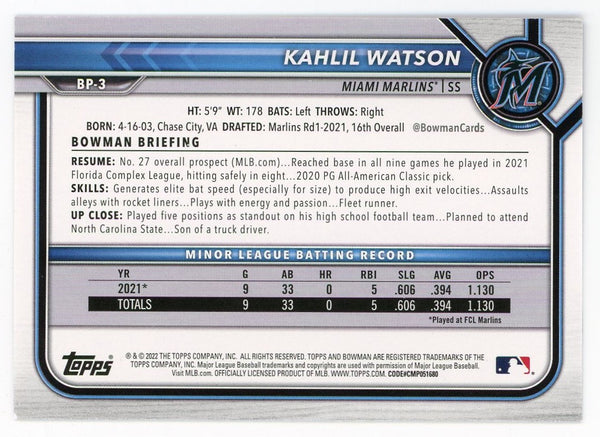 KAHLIL WATSON
BP-3
MIAMI MARLINS® | SS
M
HT: 5'9" WT: 178 BATS: Left THROWS: Right
BORN: 4-16-03, Chase City, VA DRAFTED: Marlins Rd1-2021, 16th Overall @BowmanCards
BOWMAN BRIEFING
RESUME: No. 27 overall prospect (MLB.com)...Reached base in all nine games he played in 2021
Florida Complex League, hitting safely in eight...2020 PG All-American Classic pick.
SKILLS: Generates elite bat speed (especially for size) to produce high exit velocities...Assaults
alleys with rocket liners...Plays with energy and passion...Fleet runner.
UP CLOSE: Played five positions as standout on his high school football team...Planned to attend
North Carolina State...Son of a truck driver.
MINOR LEAGUE BATTING RECORD
YR G AB HR RBI SLG AVG OPS
2021* 9 33 0 5 .606 .394 1.130
TOTALS 9 33 0 5 .606 .394 1.130
*Played at FCL Marlins
Topps
® & © 2022 THE TOPPS COMPANY, INC. ALL RIGHTS RESERVED. TOPPS AND BOWMAN ARE REGISTERED TRADEMARKS OF THE
TOPPS COMPANY, INC. Major League Baseball trademarks and copyrights are used with permission of Major League Baseball.
Visit MLB.com. OFFICIALLY LICENSED PRODUCT OF MLB. WWW.TOPPS.COM. CODE#CMP051680